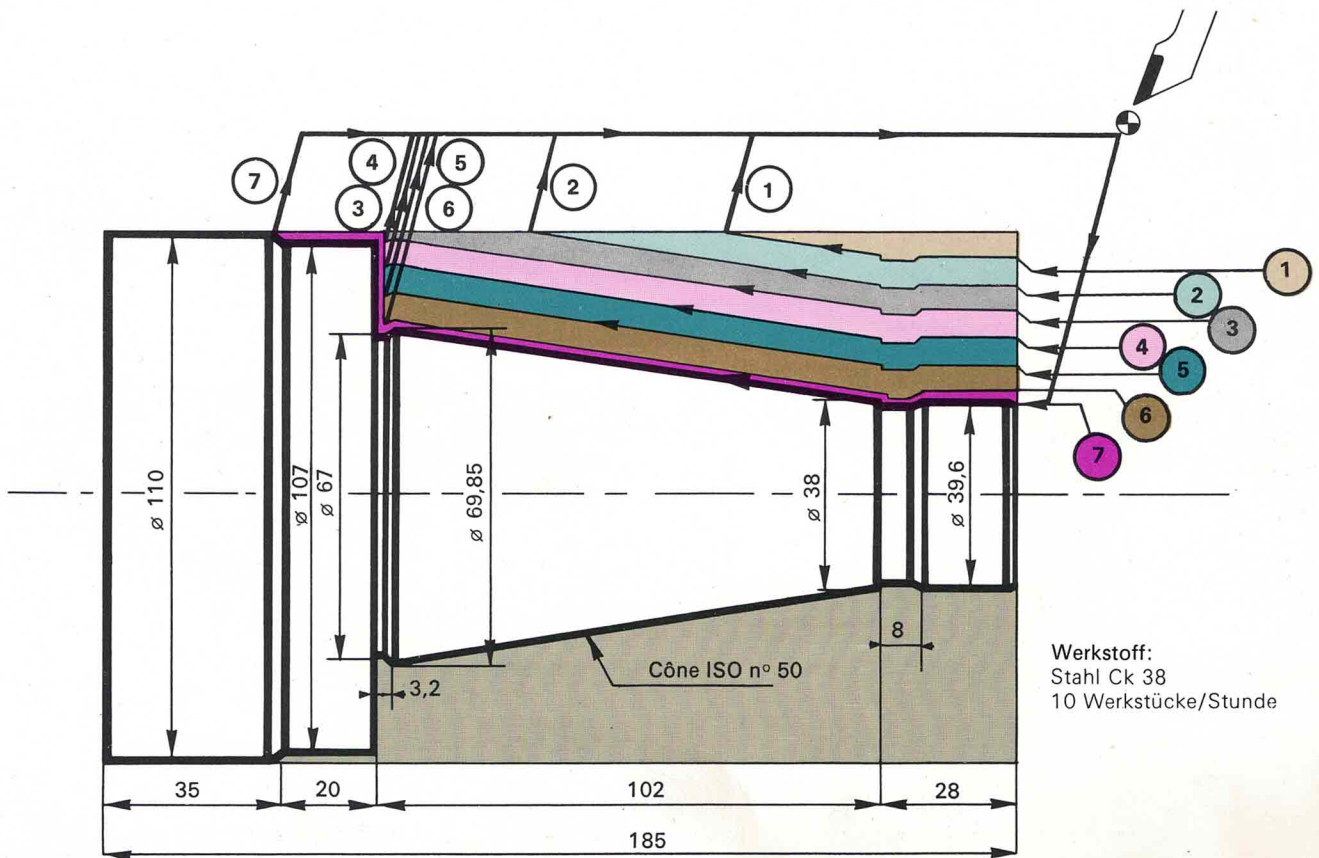 7
4
3
5
6
2
1
1
2
3
4
5
6
7
ø 110
ø 107
ø 67
ø 69,85
ø 38
ø 39,6
8
3,2
Cône ISO nº 50
Werkstoff:
Stahl Ck 38
10 Werkstücke/Stunde
35
20
102
28
185